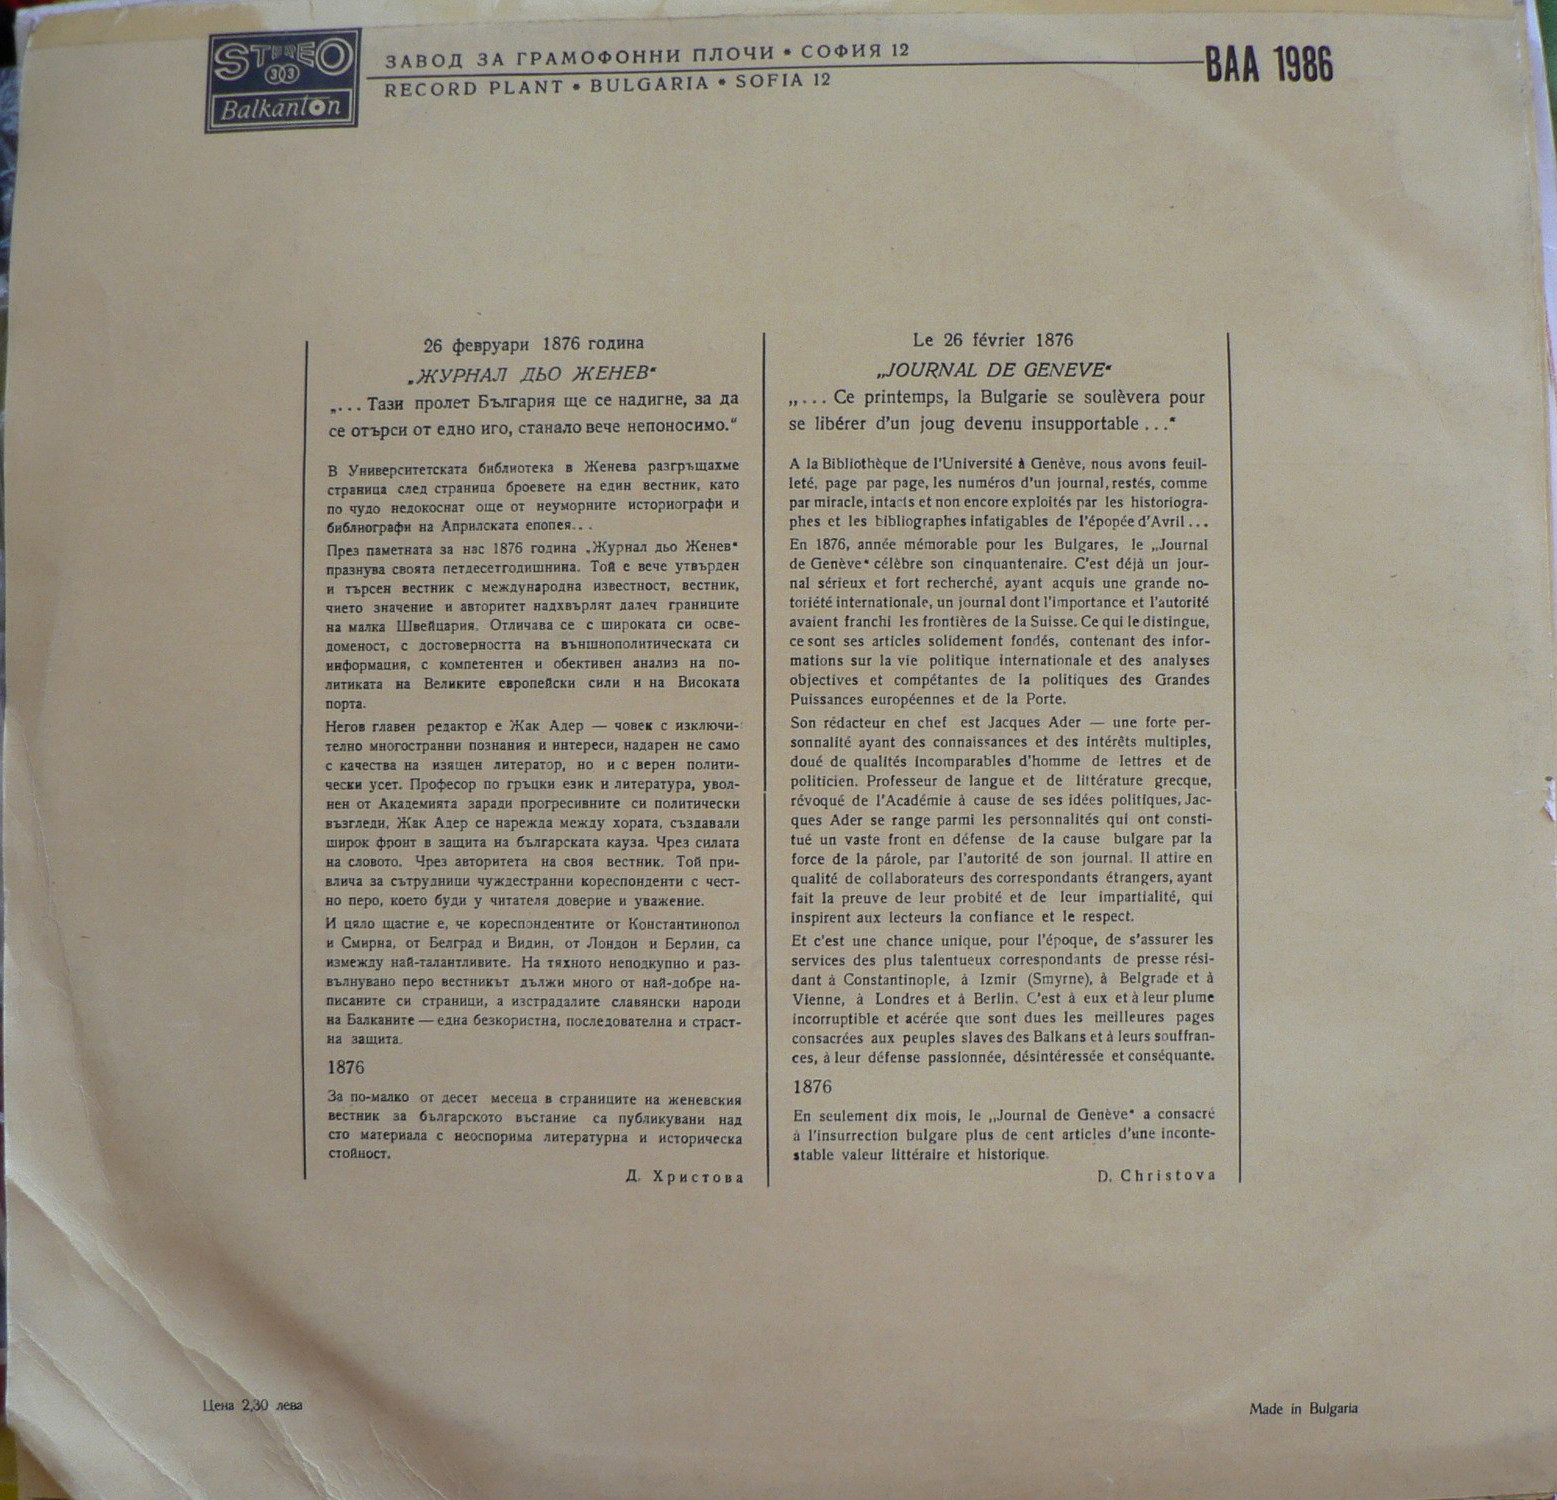 STEREO
33
Balkanton
ЗАВОД ЗА ГРАМОФОННИ ПЛОЧИ • СОФИЯ 12
RECORD PLANT • BULGARIA • SOFIA 12
ВАА 1986
26 февруари 1876 година
„ЖУРНАЛ ДЬО ЖЕНЕВ“
„... Тази пролет България ще се надигне, за да
се отърси от едно иго, станало вече непоносимо.“
В Университетската библиотека в Женева разгръщахме
страница след страница броевете на един вестник, като
по чудо недокоснат още от неуморните историографи и
библиографи на Априлската епопея...
През паметната за нас 1876 година „Журнал дьо Женев“
празнува своята петдесетгодишнина. Той е вече утвърден
и търсен вестник с международна известност, вестник,
чието значение и авторитет надхвърлят далеч границите
на малка Швейцария. Отличава се с широката си осве-
доменост, с достоверността на външнополитическата си
информация, с компетентен и обективен анализ на по-
литиката на Великите европейски сили и на Високата
порта.
Негов главен редактор е Жак Адер — човек с изключи-
телно многостранни познания и интереси, надарен не само
с качества на изящен литератор, но и с верен полити-
чески усет. Професор по гръцки език и литература, увол-
нен от Академията заради прогресивните си политически
възгледи, Жак Адер се нарежда между хората, създавали
широк фронт в защита на българската кауза. Чрез силата
на словото. Чрез авторитета на своя вестник. Той при-
влича за сътрудници чуждестранни кореспонденти с чест-
но перо, което буди у читателя доверие и уважение.
И цяло щастие е, че кореспондентите от Константинопол
и Смирна, от Белград и Видин, от Лондон и Берлин, са
измежду най-талантливите. На тяхното неподкупно и раз-
вълнувано перо вестникът дължи много от най-добре на-
писаните си страници, а изстрадалите славянски народи
на Балканите — една безкористна, последователна и страст-
на защита.
1876
За по-малко от десет месеца в страниците на женевския
вестник за българското въстание са публикувани над
сто материала с неоспорима литературна и историческа
стойност.
Д. Христова
Le 26 février 1876
„JOURNAL DE GENEVE“
„... Ce printemps, la Bulgarie se soulèvera pour
se libérer d'un joug devenu insupportable ...“
A la Bibliothèque de l'Université à Genève, nous avons feuil-
leté, page par page, les numéros d'un journal, restés, comme
par miracle, intacts et non encore exploités par les historiogra-
phes et les bibliographes infatigables de l'épopée d'Avril ...
En 1876, année mémorable pour les Bulgares, le „Journal
de Genève“ célèbre son cinquantenaire. C'est déjà un jour-
nal sérieux et fort recherché, ayant acquis une grande no-
toriété internationale, un journal dont l'importance et l'autorité
avaient franchi les frontières de la Suisse. Ce qui le distingue,
ce sont ses articles solidement fondés, contenant des infor-
mations sur la vie politique internationale et des analyses
objectives et compétantes de la politiques des Grandes
Puissances européennes et de la Porte.
Son rédacteur en chef est Jacques Ader — une forte per-
sonnalité ayant des connaissances et des intérêts multiples,
doué de qualités incomparables d'homme de lettres et de
politicien. Professeur de langue et de littérature grecque,
révoqué de l'Académie à cause de ses idées politiques, Jac-
ques Ader se range parmi les personnalités qui ont consti-
tué un vaste front en défense de la cause bulgare par la
force de la párole, par l'autorité de son journal. Il attire en
qualité de collaborateurs des correspondants étrangers, ayant
fait la preuve de leur probité et de leur impartialité, qui
inspirent aux lecteurs la confiance et le respect.
Et c'est une chance unique, pour l'époque, de s'assurer les
services des plus talentueux correspondants de presse rési-
dant à Constantinople, à Izmir (Smyrne), à Belgrade et à
Vienne, à Londres et à Berlin. C'est à eux et à leur plume
incorruptible et acérée que sont dues les meilleures pages
consacrées aux peuples slaves des Balkans et à leurs souffran-
ces, à leur défense passionnée, désintéressée et conséquante.
1876
En seulement dix mois, le „Journal de Genève“ a consacré
à l'insurrection bulgare plus de cent articles d'une inconte-
stable valeur littéraire et historique.
D. Christova
Цена 2,30 лева
Made in Bulgaria